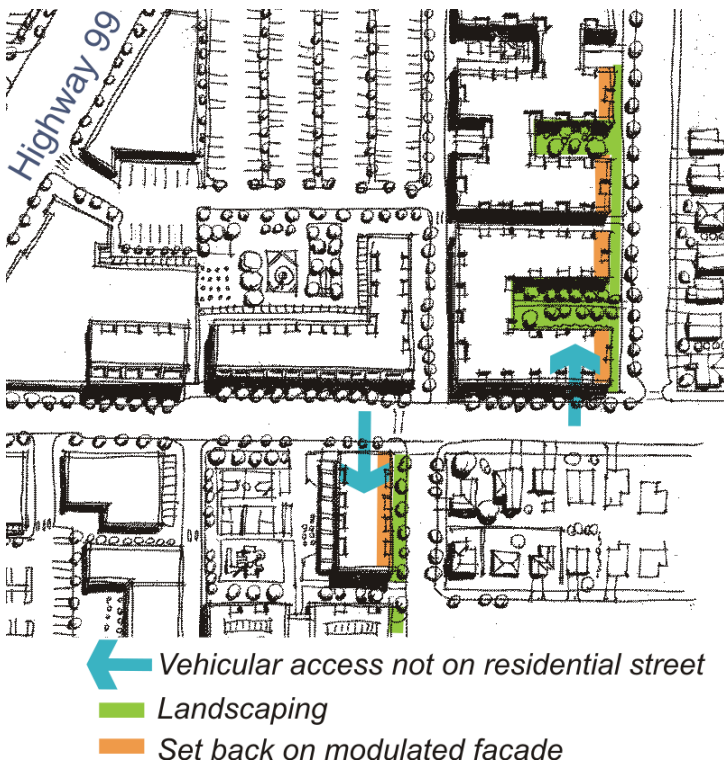 Highway 99
Vehicular access not on residential street
Landscaping
Set back on modulated facade